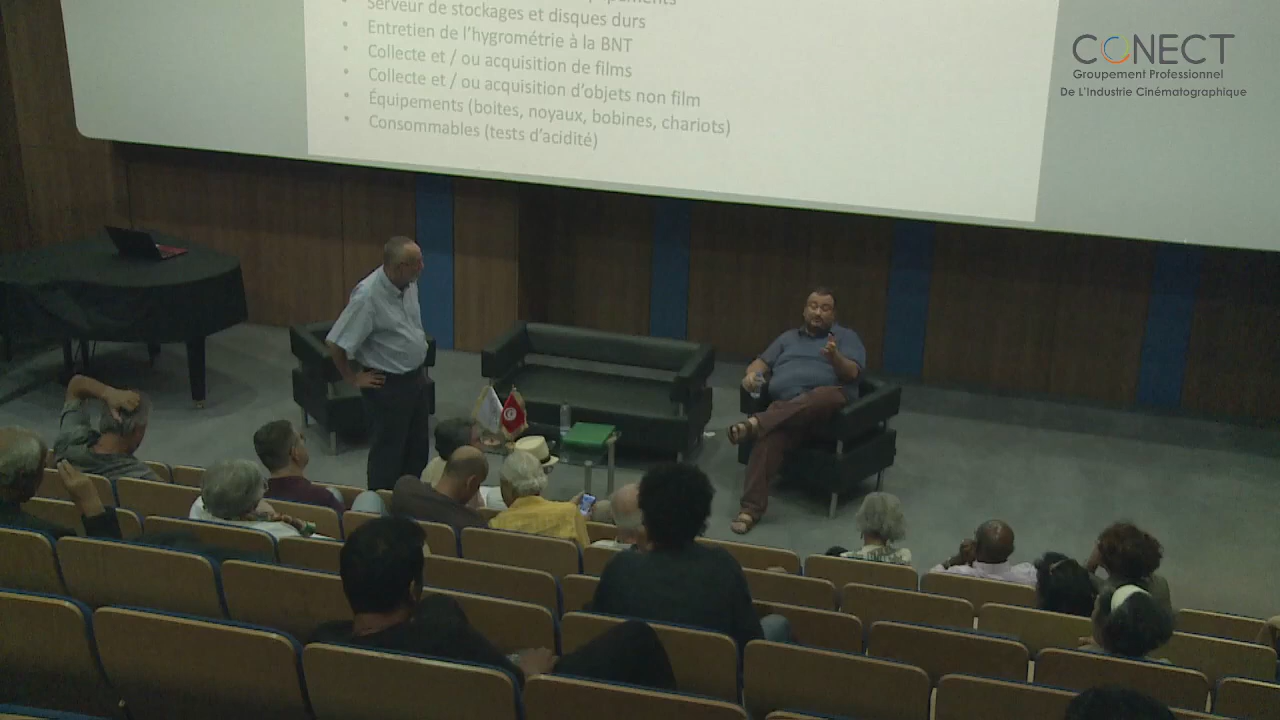 Serveur de stockages et disques durs
Entretien de l'hygrométrie à la BNT
Collecte et / ou acquisition de films
Collecte et / ou acquisition d'objets non film
Équipements (boites, noyaux, bobines, chariots)
Consommables (tests d'acidité)
CONECT
Groupement Professionnel
De L'Industrie Cinématographique